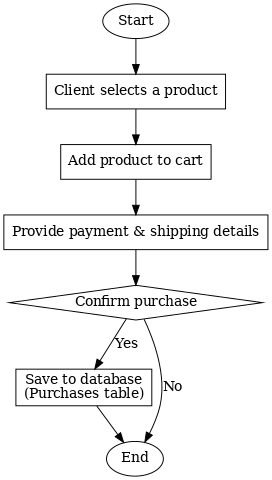 Start
Client selects a product
Add product to cart
Provide payment & shipping details
Confirm purchase
Yes
Save to database
(Purchases table)
No
End